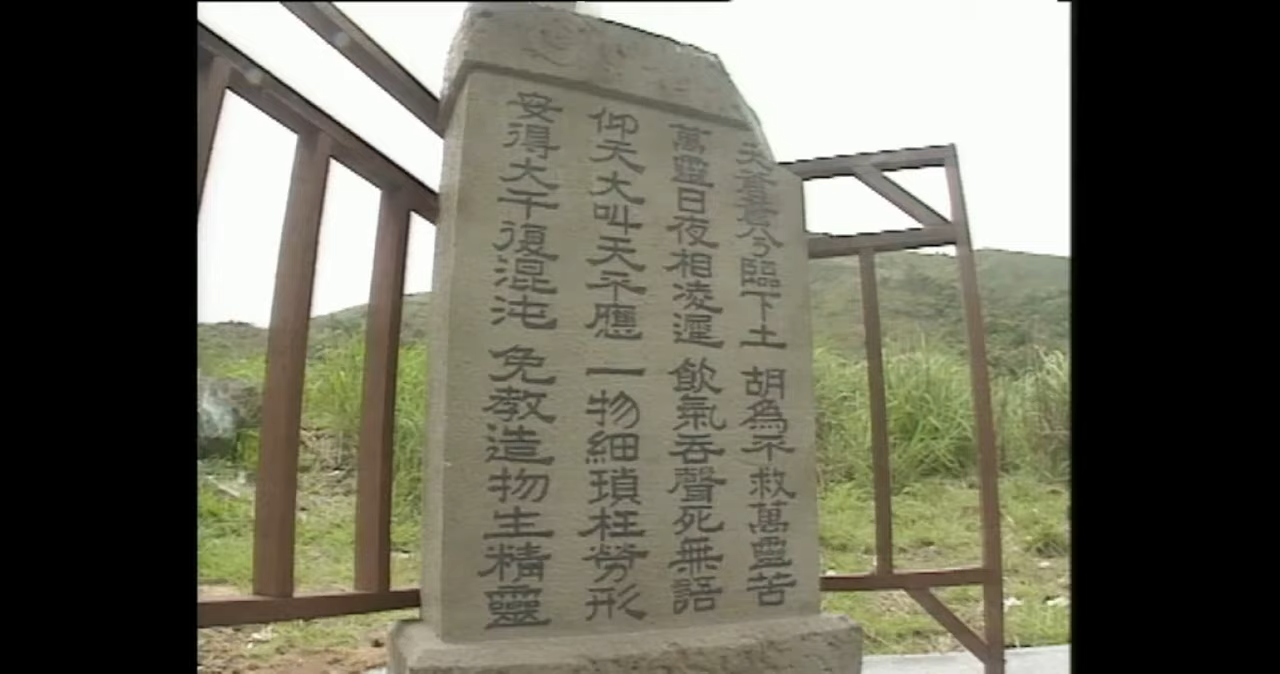 天蒼蒼兮臨下土 胡為不救萬靈苦
萬靈日夜相凌遲 飲氣吞聲死無語
仰天大叫天不應 一物細瑣枉勞形
安得大千復混沌 免教造物生精靈